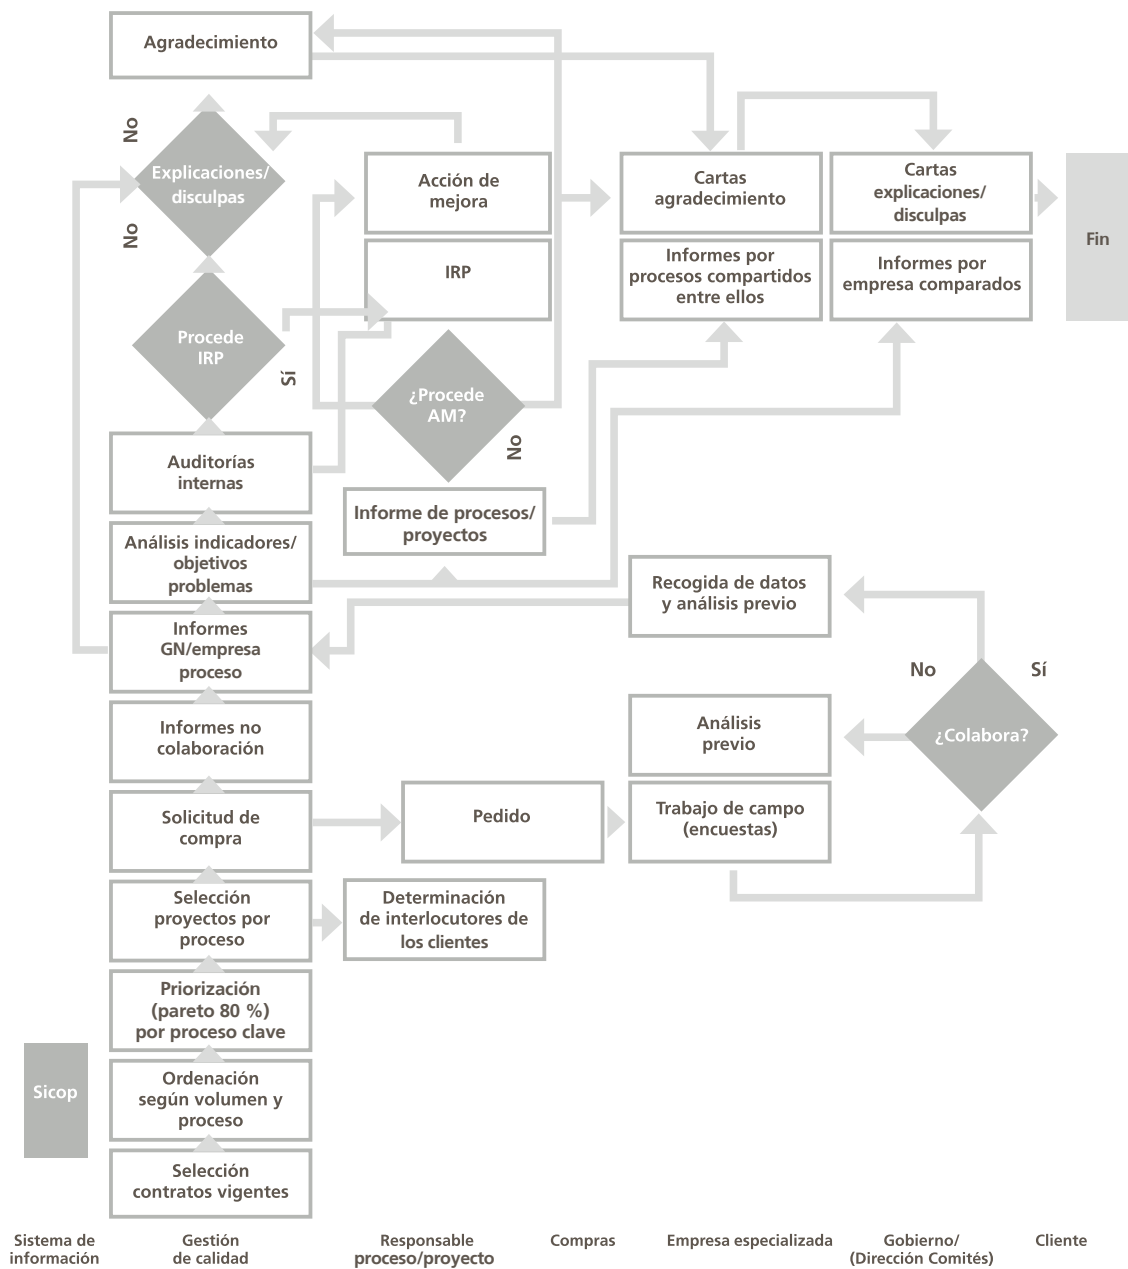 Agradecimiento
No
Explicaciones/
disculpas
No
Acción de
mejora
IRP
Cartas
agradecimiento
Informes por
procesos compartidos
entre ellos
Cartas
explicaciones/
disculpas
Informes por
empresa comparados
Fin
Procede
IRP
Sí
¿Procede
AM?
No
Auditorías
internas
Informe de procesos/
proyectos
Análisis indicadores/
objetivos
problemas
Recogida de datos
y análisis previo
Informes
GN/empresa
proceso
No
Sí
¿Colabora?
Informes no
colaboración
Análisis
previo
Solicitud de
compra
Pedido
Trabajo de campo
(encuestas)
Selección
proyectos por
proceso
Determinación
de interlocutores de
los clientes
Priorización
(pareto 80 %)
por proceso clave
Sicop
Ordenación
según volumen y
proceso
Selección
contratos vigentes
Sistema de
información
Gestión
de calidad
Responsable
proceso/proyecto
Compras
Empresa especializada
Gobierno/
(Dirección Comités)
Cliente